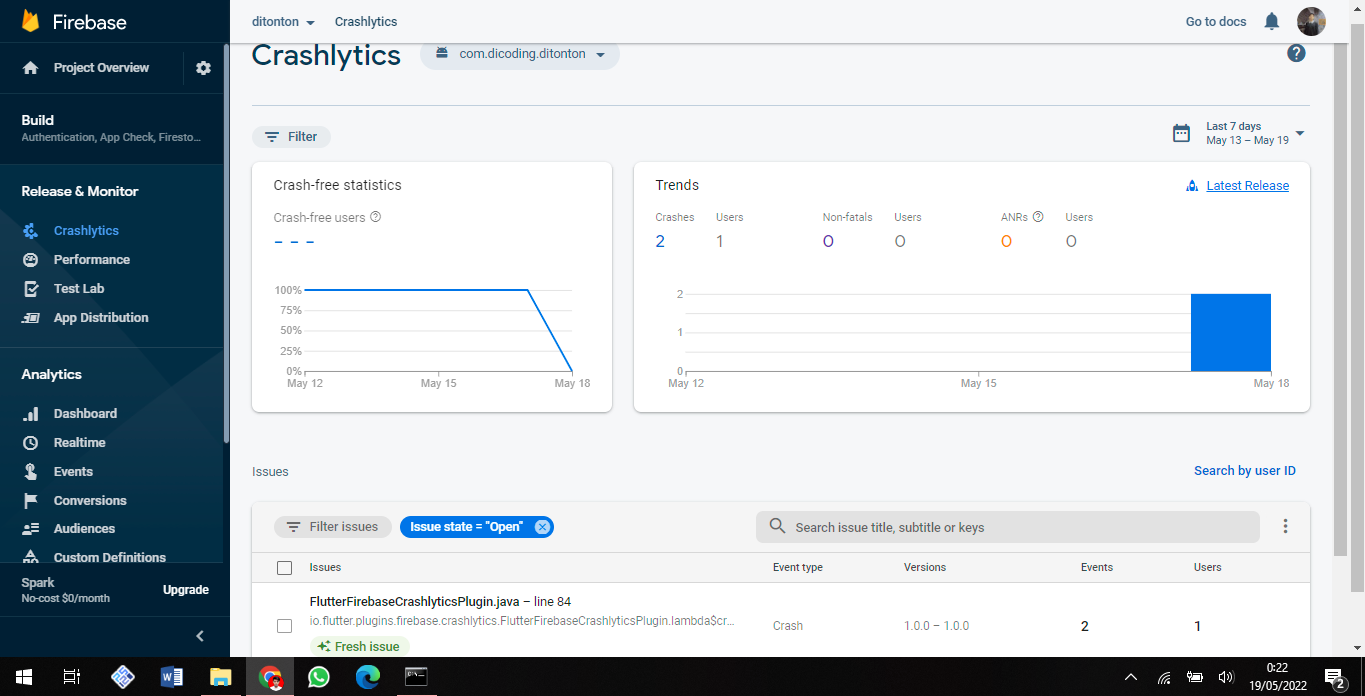 Firebase
ditonton
Crashlytics
Go to docs
Project Overview
Crashlytics
com.dicoding.ditonton
Build
Authentication, App Check, Firesto...
Filter
Last 7 days
May 13 – May 19
Release & Monitor
Crashlytics
Performance
Test Lab
App Distribution
Analytics
Dashboard
Realtime
Events
Conversions
Audiences
Custom Definitions
Spark
No-cost $0/month
Upgrade
Crash-free statistics
Crash-free users
- - -
100%
75%
50%
25%
0%
May 12
May 15
May 18
Trends
Latest Release
Crashes
Users
Non-fatals
Users
ANRs
Users
2
1
0
0
0
0
2
1
0
May 12
May 15
May 18
Issues
Search by user ID
Filter issues
Issue state = "Open"
Search issue title, subtitle or keys
Issues
Event type
Versions
Events
Users
FlutterFirebaseCrashlyticsPlugin.java – line 84
io.flutter.plugins.firebase.crashlytics.FlutterFirebaseCrashlyticsPlugin.lambda$cr...
Fresh issue
Crash
1.0.0 – 1.0.0
2
1
0:22
19/05/2022
2